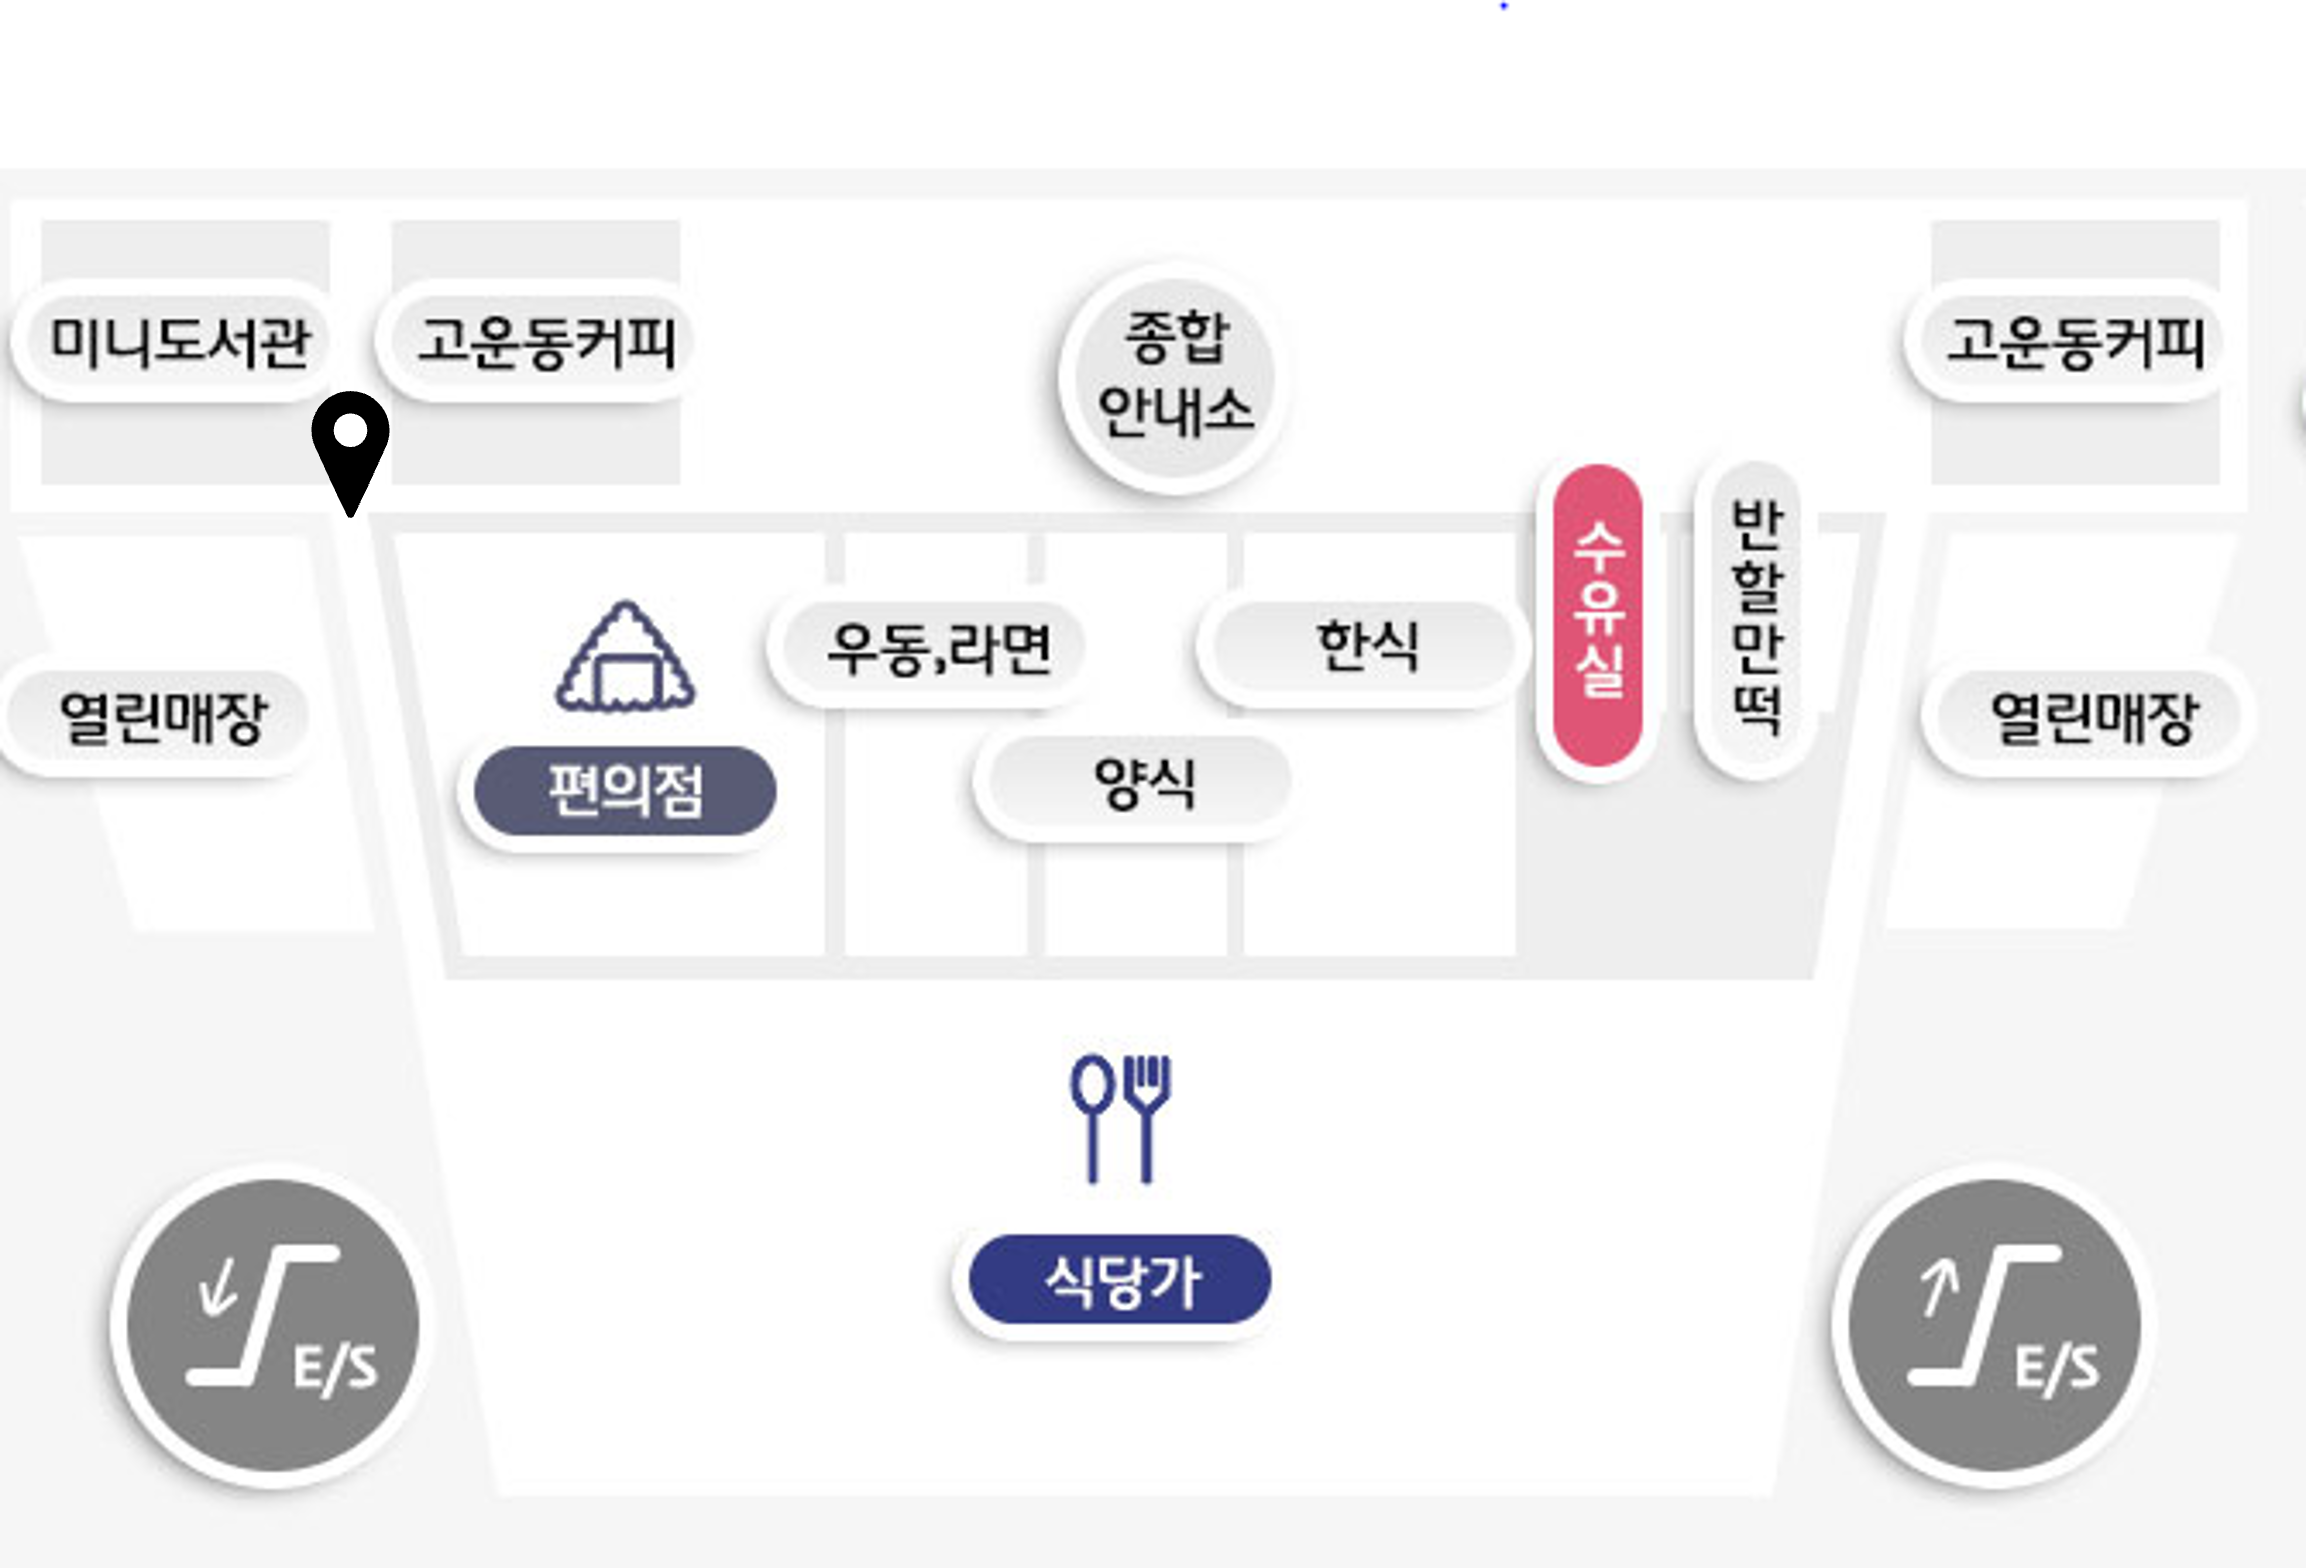 미니도서관
고운동커피
종합
안내소
고운동커피
열린매장
편의점
우동,라면
양식
한식
수유실
반할만떡
열린매장
식당가
E/S
E/S